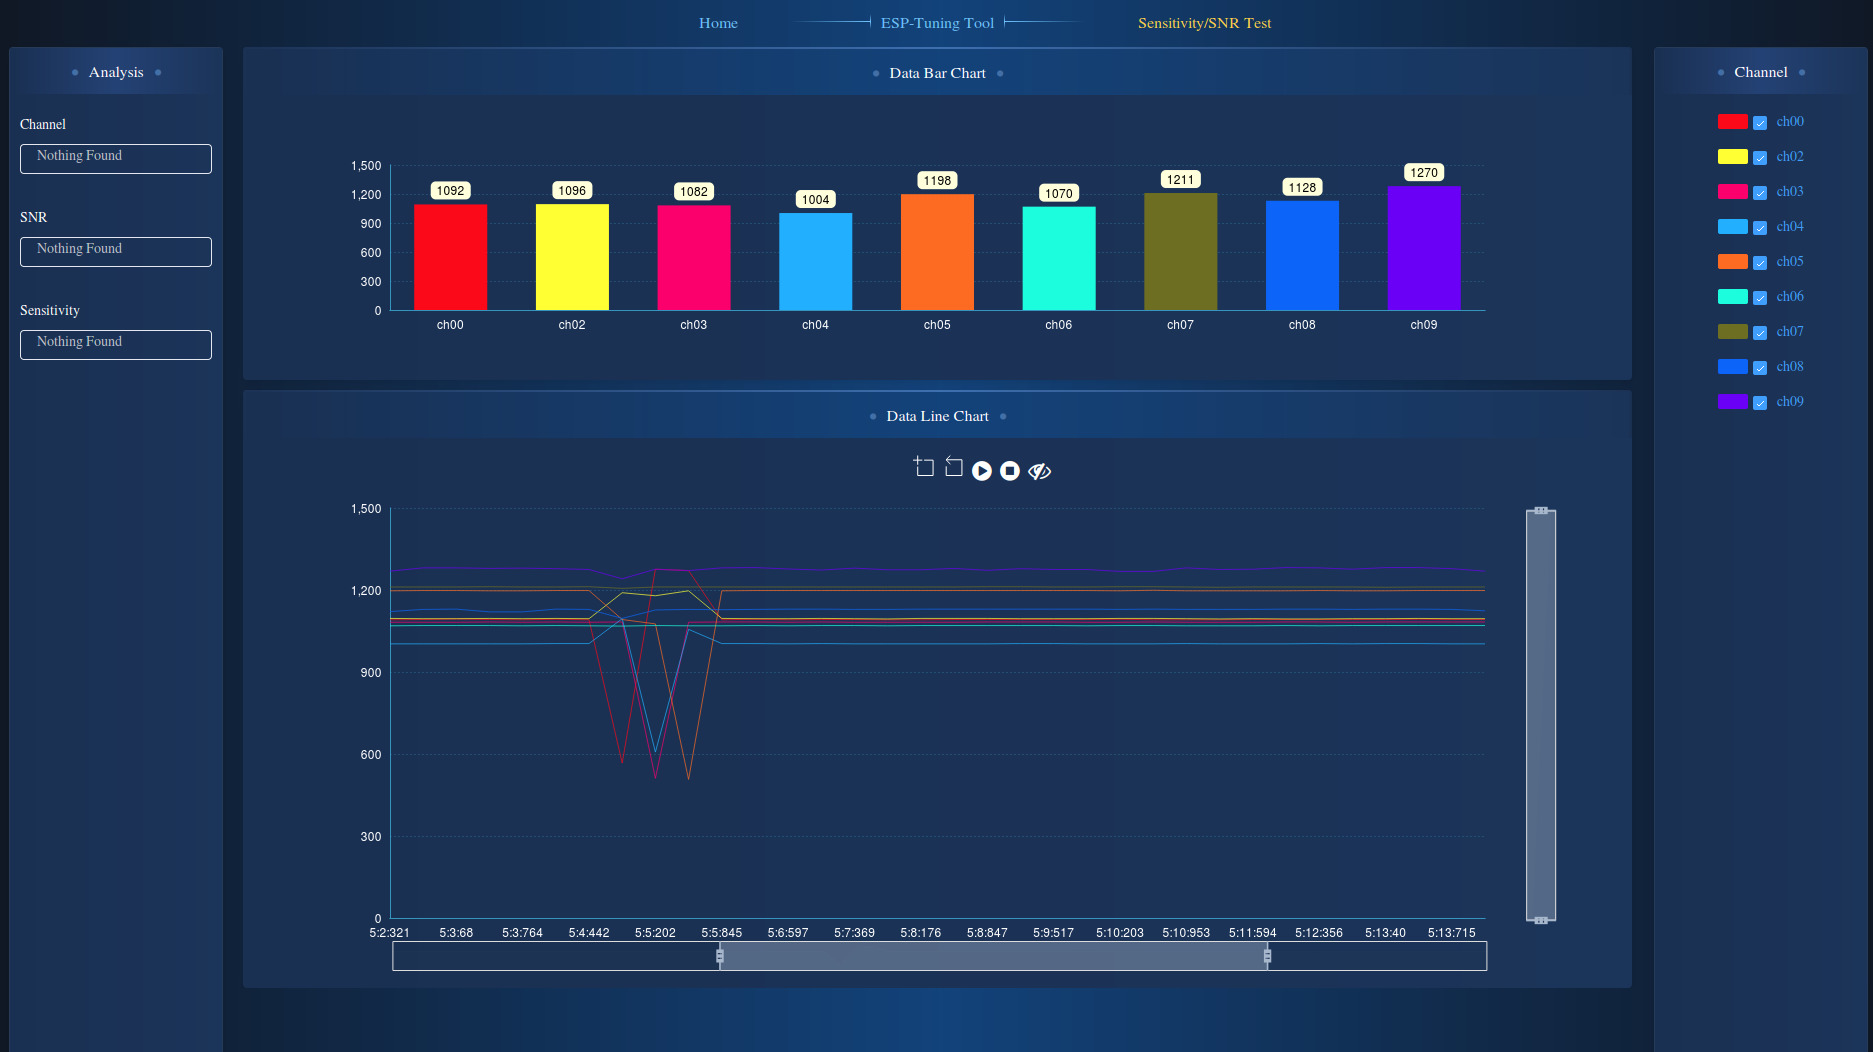 Home
ESP-Tuning Tool
Sensitivity/SNR Test
Analysis
Channel
Nothing Found
SNR
Nothing Found
Sensitivity
Nothing Found
Data Bar Chart
1,500
1,200
900
600
300
0
1092
1096
1082
1004
1198
1070
1211
1128
1270
ch00
ch02
ch03
ch04
ch05
ch06
ch07
ch08
ch09
Data Line Chart
1,500
1,200
900
600
300
0
5:2:321
5:3:68
5:3:764
5:4:442
5:5:202
5:5:845
5:6:597
5:7:369
5:8:176
5:8:847
5:9:517
5:10:203
5:10:953
5:11:594
5:12:356
5:13:40
5:13:715
Channel
ch00
ch02
ch03
ch04
ch05
ch06
ch07
ch08
ch09